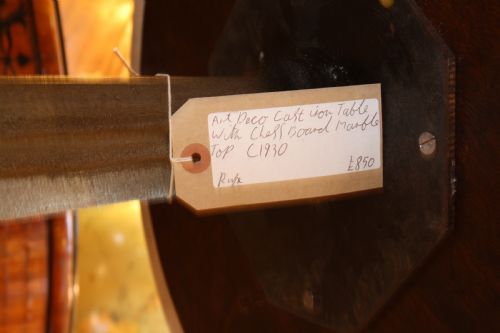 Art Deco Cast iron Table
with Chess Board Marble
Top C1930
£850